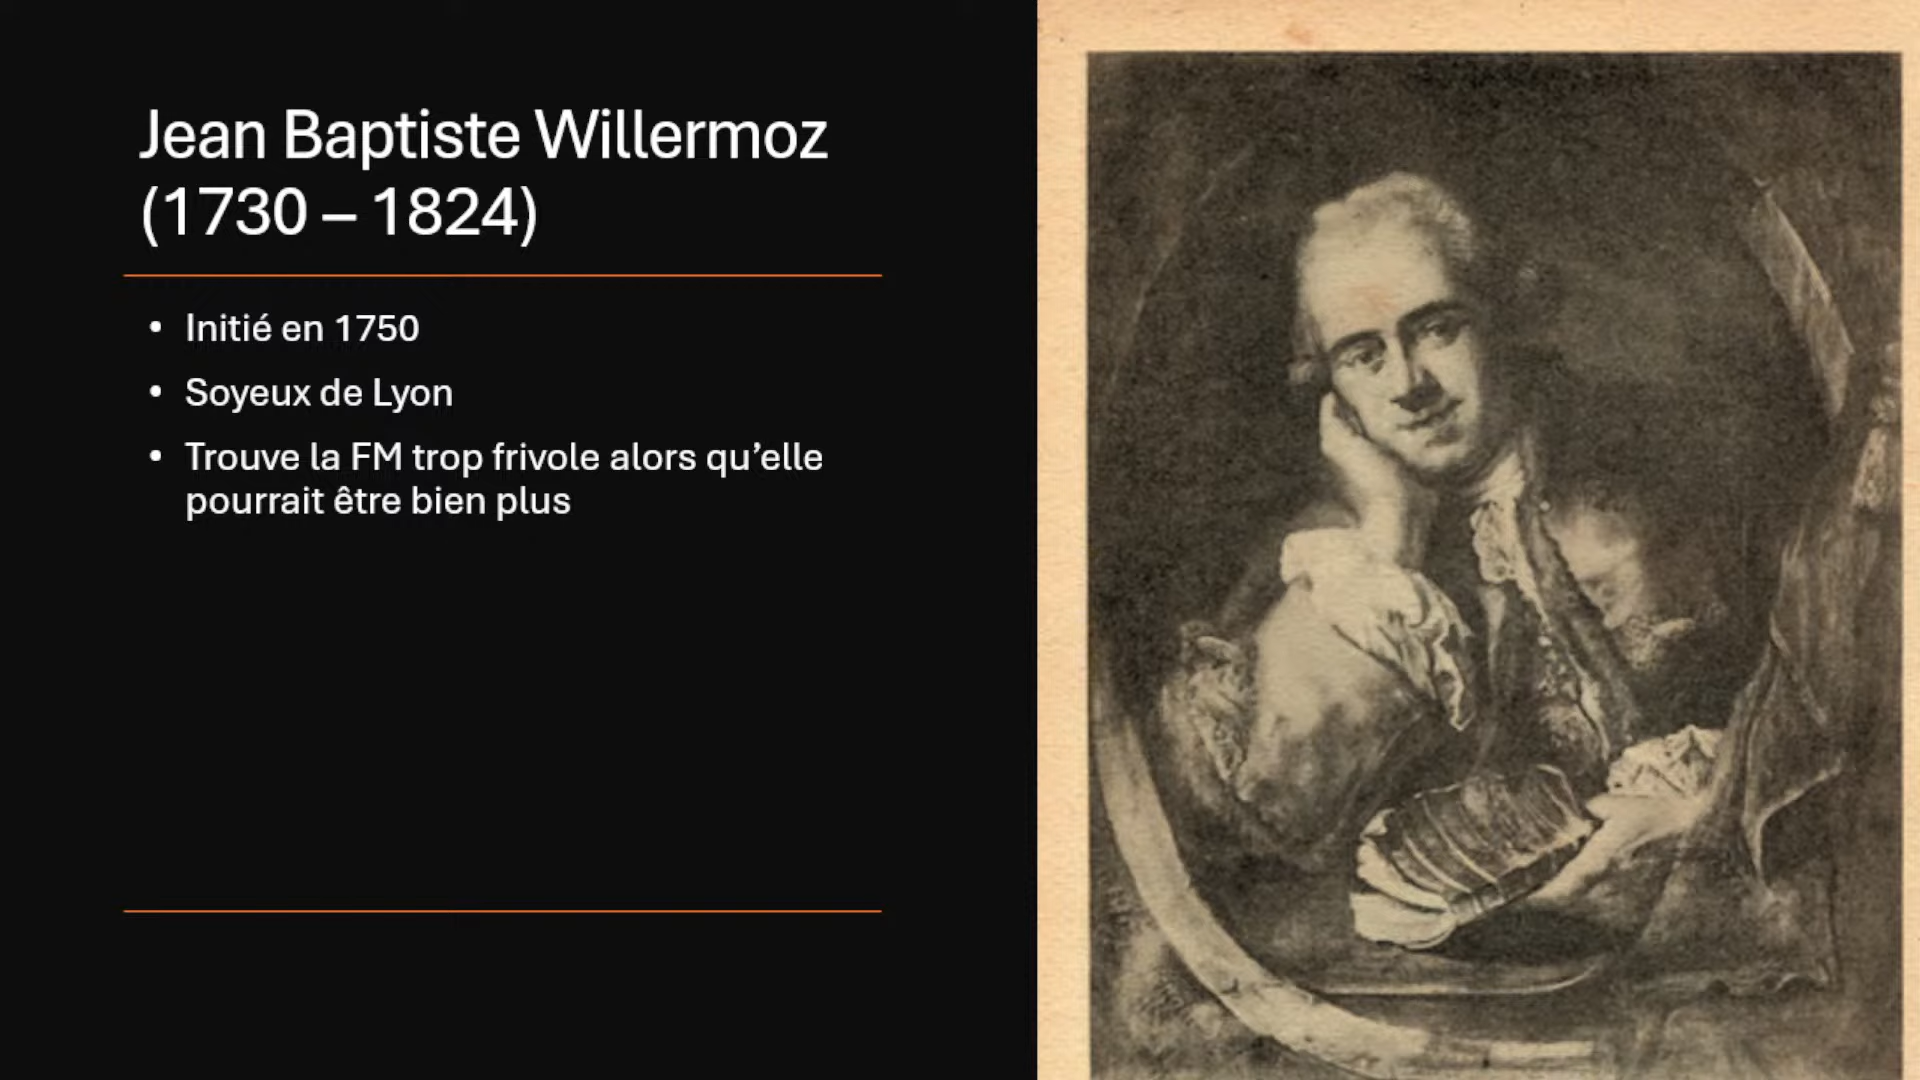 Jean Baptiste Willermoz
(1730 – 1824)
• Initié en 1750
• Soyeux de Lyon
• Trouve la FM trop frivole alors qu’elle
pourrait être bien plus